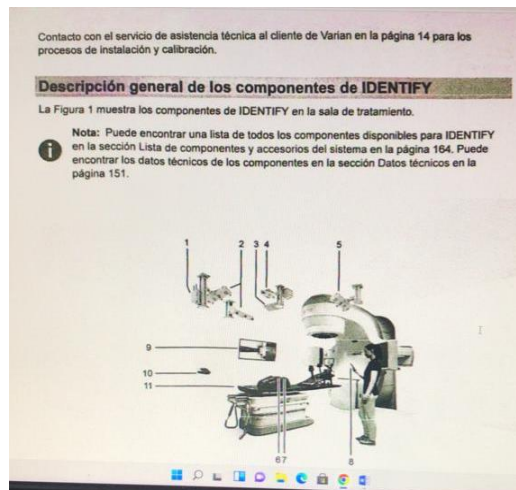 Contacto con el servicio de asistencia técnica al cliente de Varian en la página 14 para los
procesos de instalación y calibración.
Descripción general de los componentes de IDENTIFY
La Figura 1 muestra los componentes de IDENTIFY en la sala de tratamiento.
Nota: Puede encontrar una lista de todos los componentes disponibles para IDENTIFY
en la sección Lista de componentes y accesorios del sistema en la página 164. Puede
encontrar los datos técnicos de los componentes en la sección Datos técnicos en la
página 151.
1 2 3 4 5
9
10
11
6 7 8